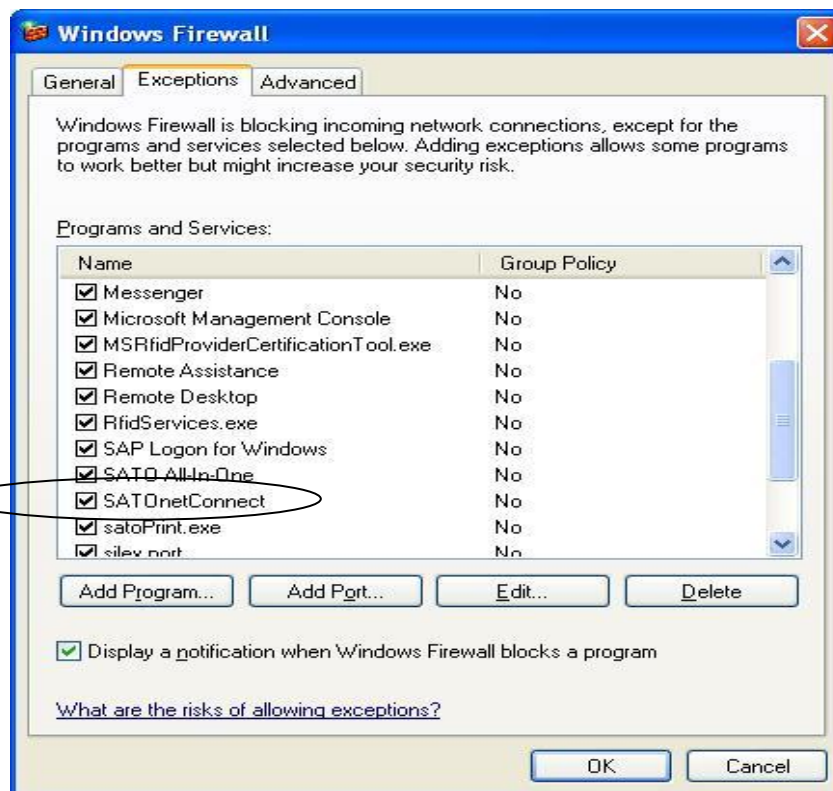 Windows Firewall
General Exceptions Advanced
Windows Firewall is blocking incoming network connections, except for the
programs and services selected below. Adding exceptions allows some programs
to work better but might increase your security risk.
Programs and Services:
Name Group Policy
Messenger No
Microsoft Management Console No
MSRfidProviderCertificationTool.exe No
Remote Assistance No
Remote Desktop No
RfidServices.exe No
SAP Logon for Windows No
SATO All-In-One No
SATOnetConnect No
satoPrint.exe No
silex port No
Add Program... Add Port... Edit... Delete
Display a notification when Windows Firewall blocks a program
What are the risks of allowing exceptions?
OK Cancel